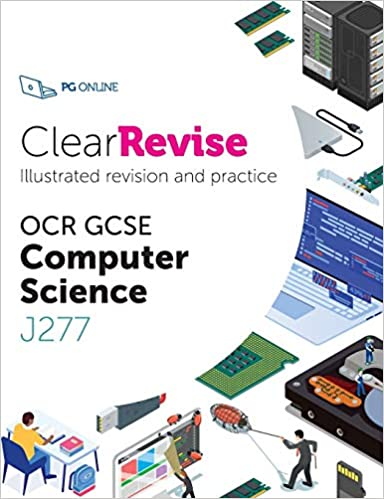 PG ONLINE
ClearRevise
Illustrated revision and practice
OCR GCSE
Computer
Science
J277